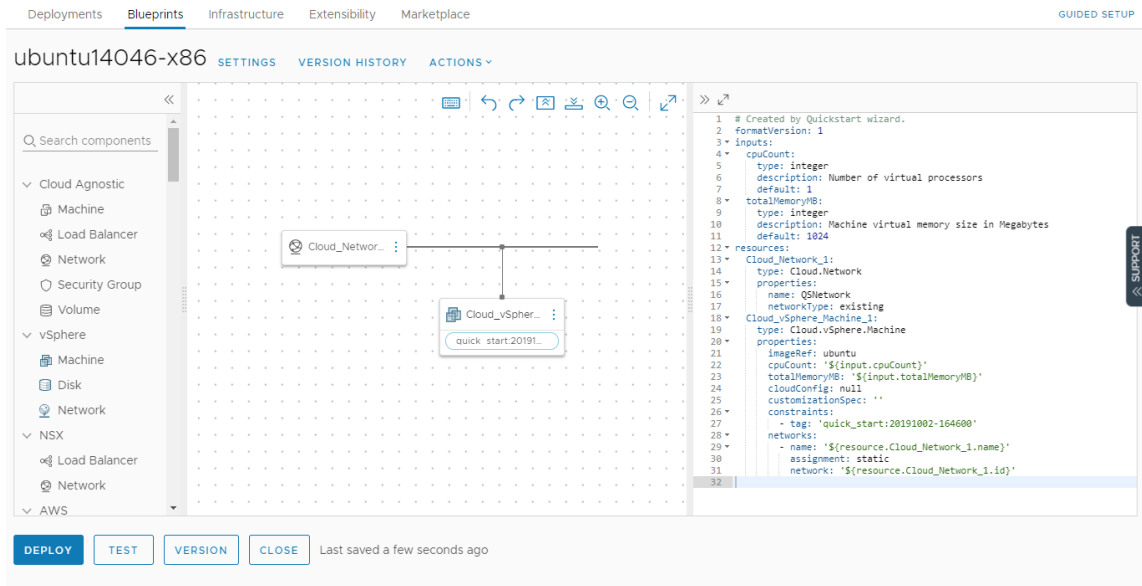 Deployments Blueprints Infrastructure Extensibility Marketplace GUIDED SETUP
ubuntu14046-x86 SETTINGS VERSION HISTORY ACTIONS
Search components
Cloud Agnostic
Machine
Load Balancer
Network
Security Group
Volume
vSphere
Machine
Disk
Network
NSX
Load Balancer
Network
AWS
Cloud_Networ...
Cloud_vSpher...
quick start:20191...
1 # Created by Quickstart wizard.
2 formatVersion: 1
3 inputs:
4 cpuCount:
5 type: integer
6 description: Number of virtual processors
7 default: 1
8 totalMemoryMB:
9 type: integer
10 description: Machine virtual memory size in Megabytes
11 default: 1024
12 resources:
13 Cloud_Network_1:
14 type: Cloud.Network
15 properties:
16 name: QSNetwork
17 networkType: existing
18 Cloud_vSphere_Machine_1:
19 type: Cloud.vSphere.Machine
20 properties:
21 imageRef: ubuntu
22 cpuCount: '${input.cpuCount}'
23 totalMemoryMB: '${input.totalMemoryMB}'
24 cloudConfig: null
25 customizationSpec: ''
26 constraints:
27 - tag: 'quick_start:20191002-164600'
28 networks:
29 - name: '${resource.Cloud_Network_1.name}'
30 assignment: static
31 network: '${resource.Cloud_Network_1.id}'
32
SUPPORT
DEPLOY TEST VERSION CLOSE Last saved a few seconds ago